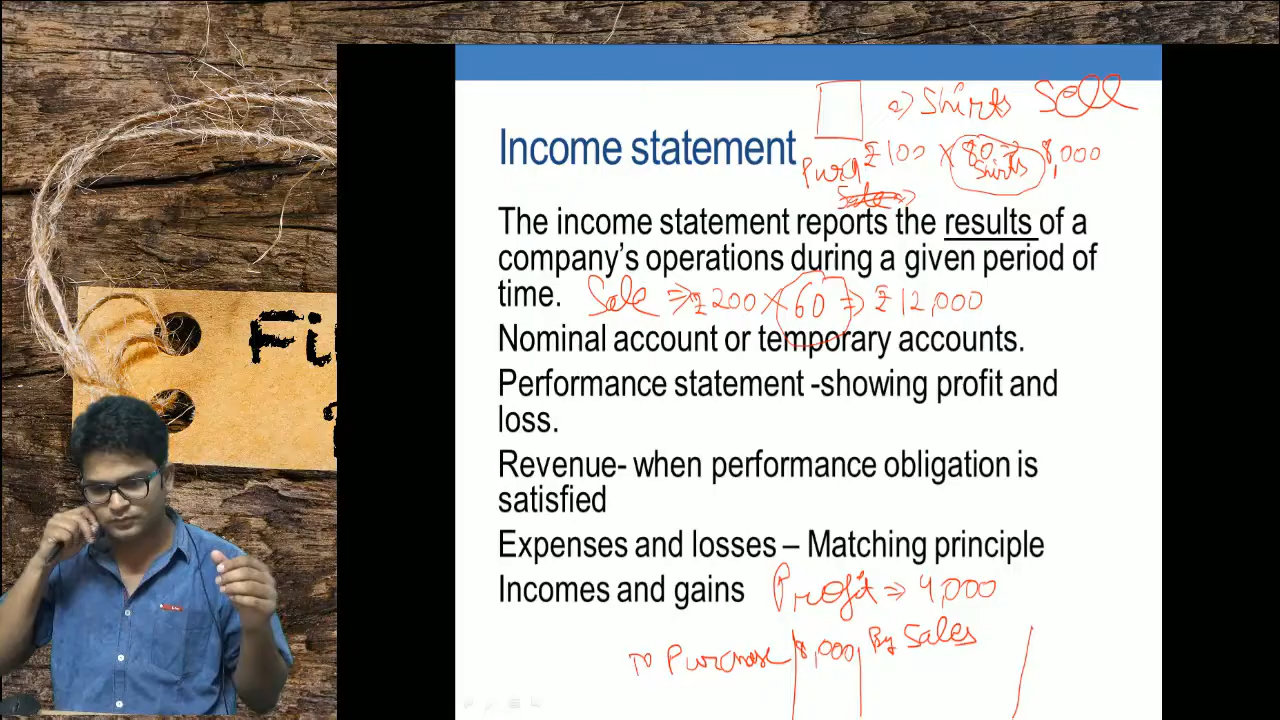 Fi
Income statement
a) Shirts Sell
Purch ₹100 × 80 Shirts ⇒ 8,000
Sale ⇒
The income statement reports the results of a
company's operations during a given period of
time.
Sale ⇒ ₹200 × 60 ⇒ ₹12,000
Nominal account or temporary accounts.
Performance statement -showing profit and
loss.
Revenue- when performance obligation is
satisfied
Expenses and losses – Matching principle
Incomes and gains
Profit ⇒ 4,000
To Purchase 8,000 By Sales